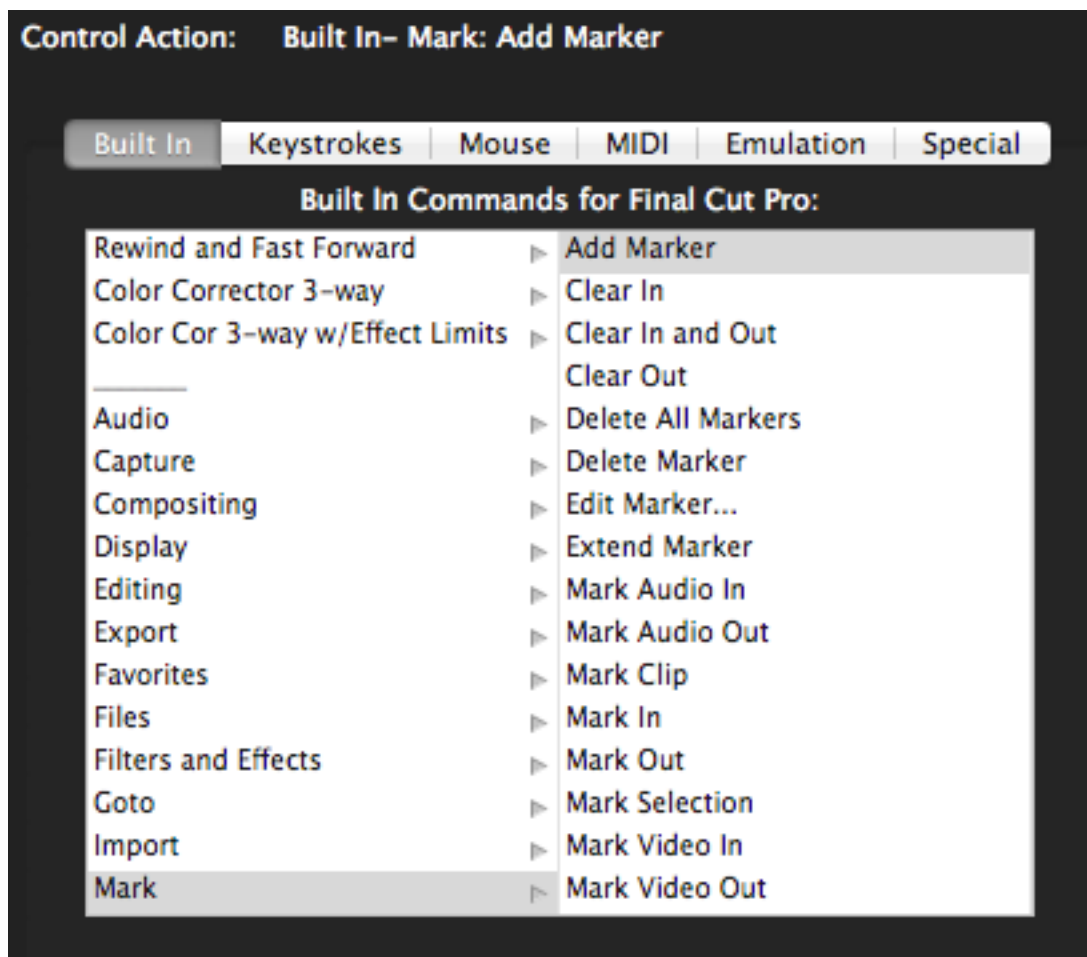 Control Action: Built In– Mark: Add Marker
Built In Keystrokes Mouse MIDI Emulation Special
Built In Commands for Final Cut Pro:
Rewind and Fast Forward
Color Corrector 3–way
Color Cor 3–way w/Effect Limits
______
Audio
Capture
Compositing
Display
Editing
Export
Favorites
Files
Filters and Effects
Goto
Import
Mark
Add Marker
Clear In
Clear In and Out
Clear Out
Delete All Markers
Delete Marker
Edit Marker...
Extend Marker
Mark Audio In
Mark Audio Out
Mark Clip
Mark In
Mark Out
Mark Selection
Mark Video In
Mark Video Out